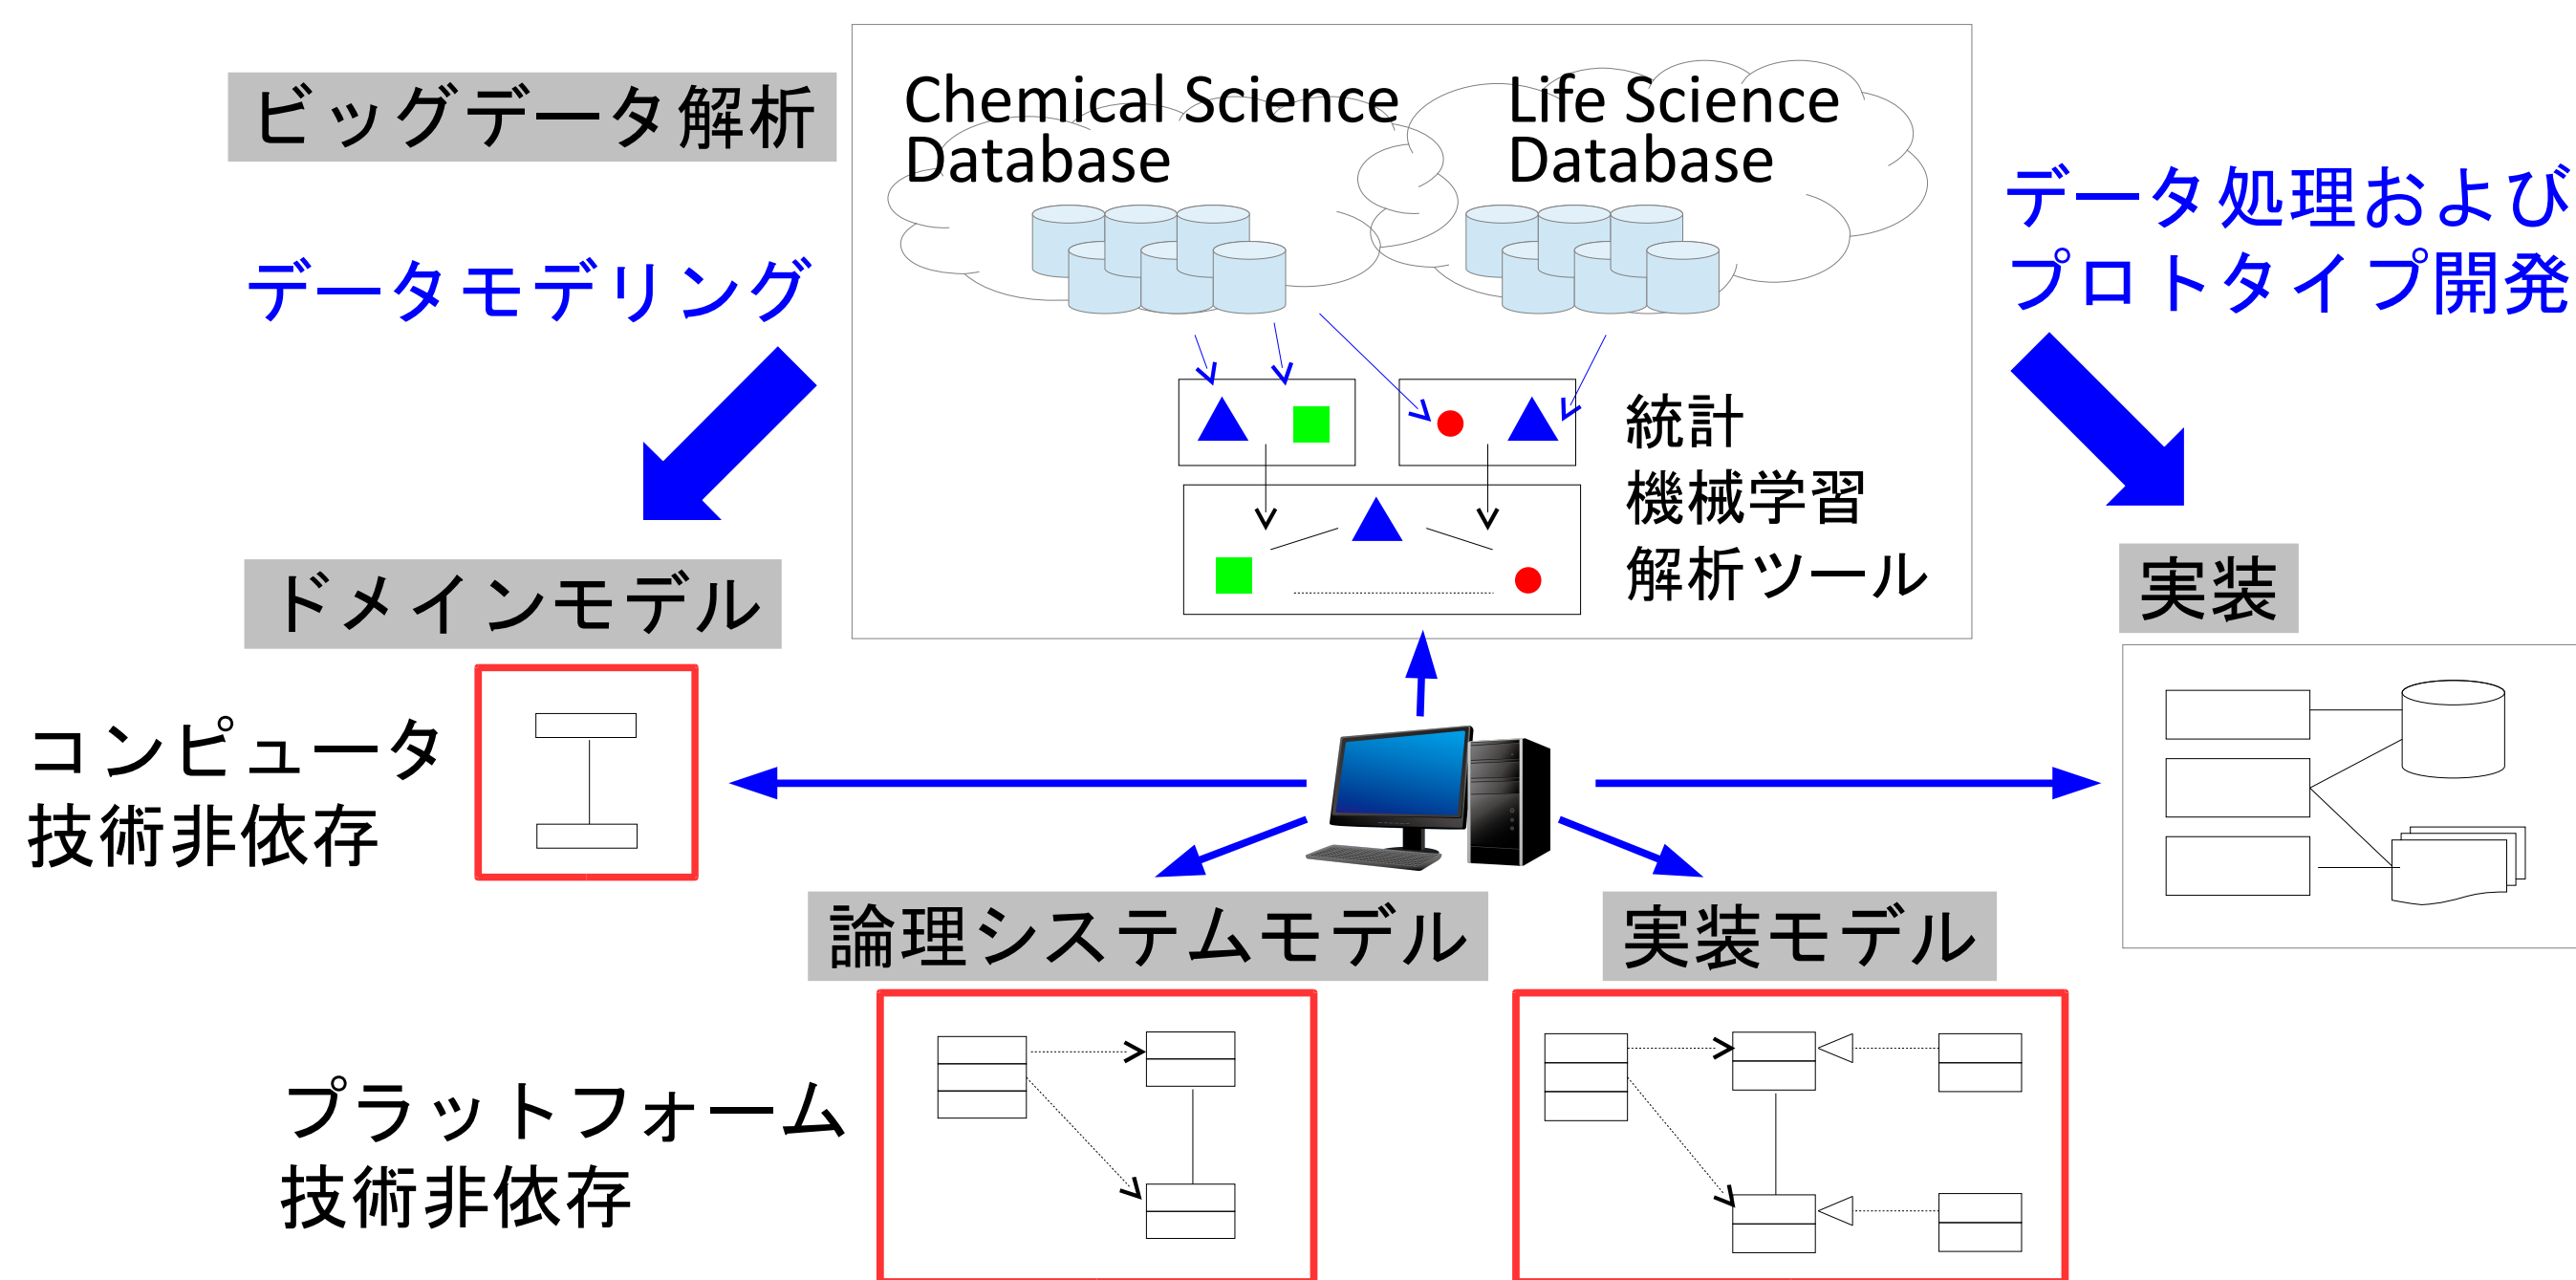 ビッグデータ解析
Chemical Science
Database
Life Science
Database
データモデリング
データ処理および
プロトタイプ開発
統計
機械学習
解析ツール
ドメインモデル
実装
コンピュータ
技術非依存
論理システムモデル
実装モデル
プラットフォーム
技術非依存